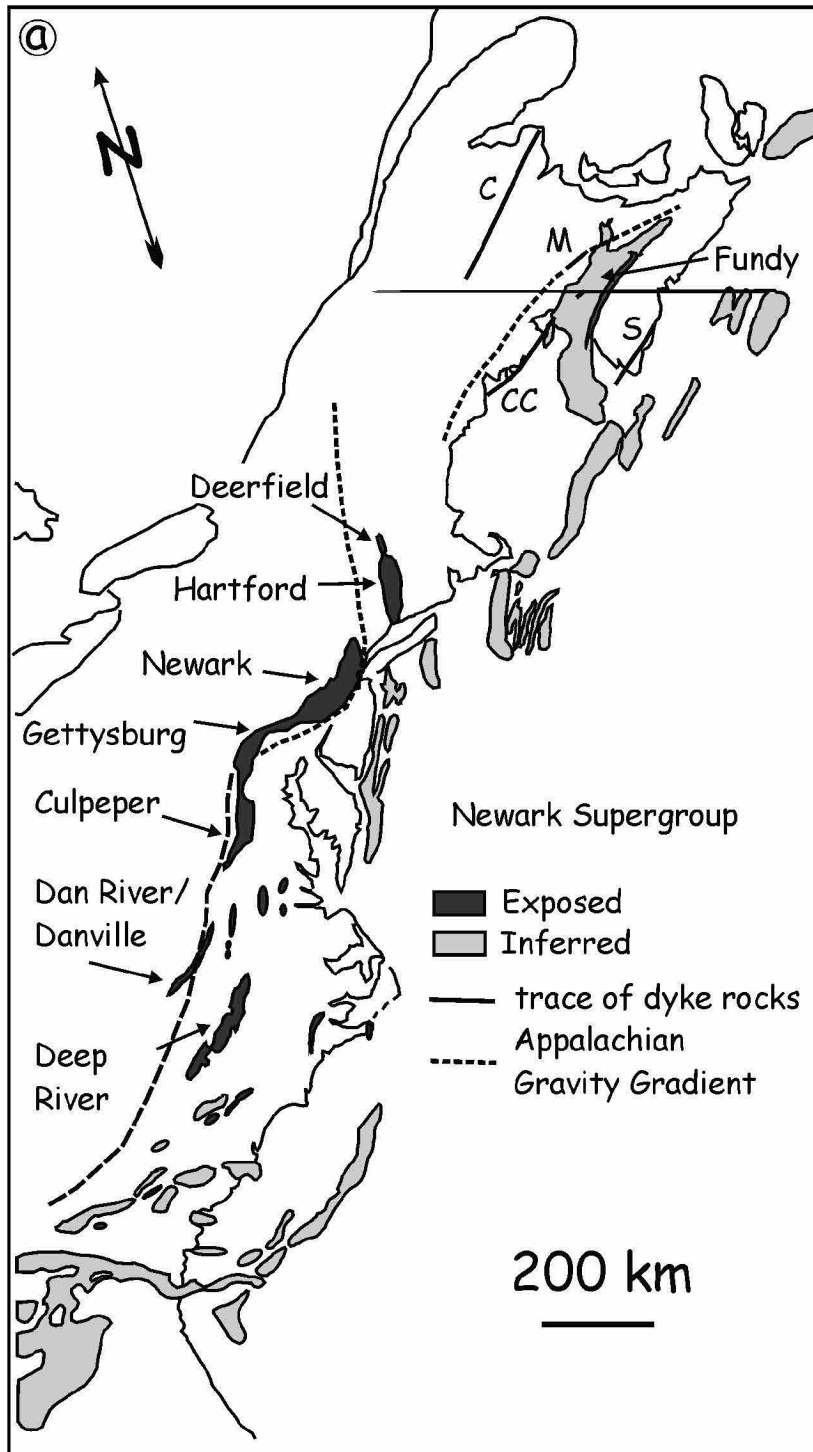 a
N
C
M
Fundy
S
CC
Deerfield
Hartford
Newark
Gettysburg
Culpeper
Newark Supergroup
Dan River/
Danville
Exposed
Inferred
trace of dyke rocks
Deep
River
Appalachian
Gravity Gradient
200 km